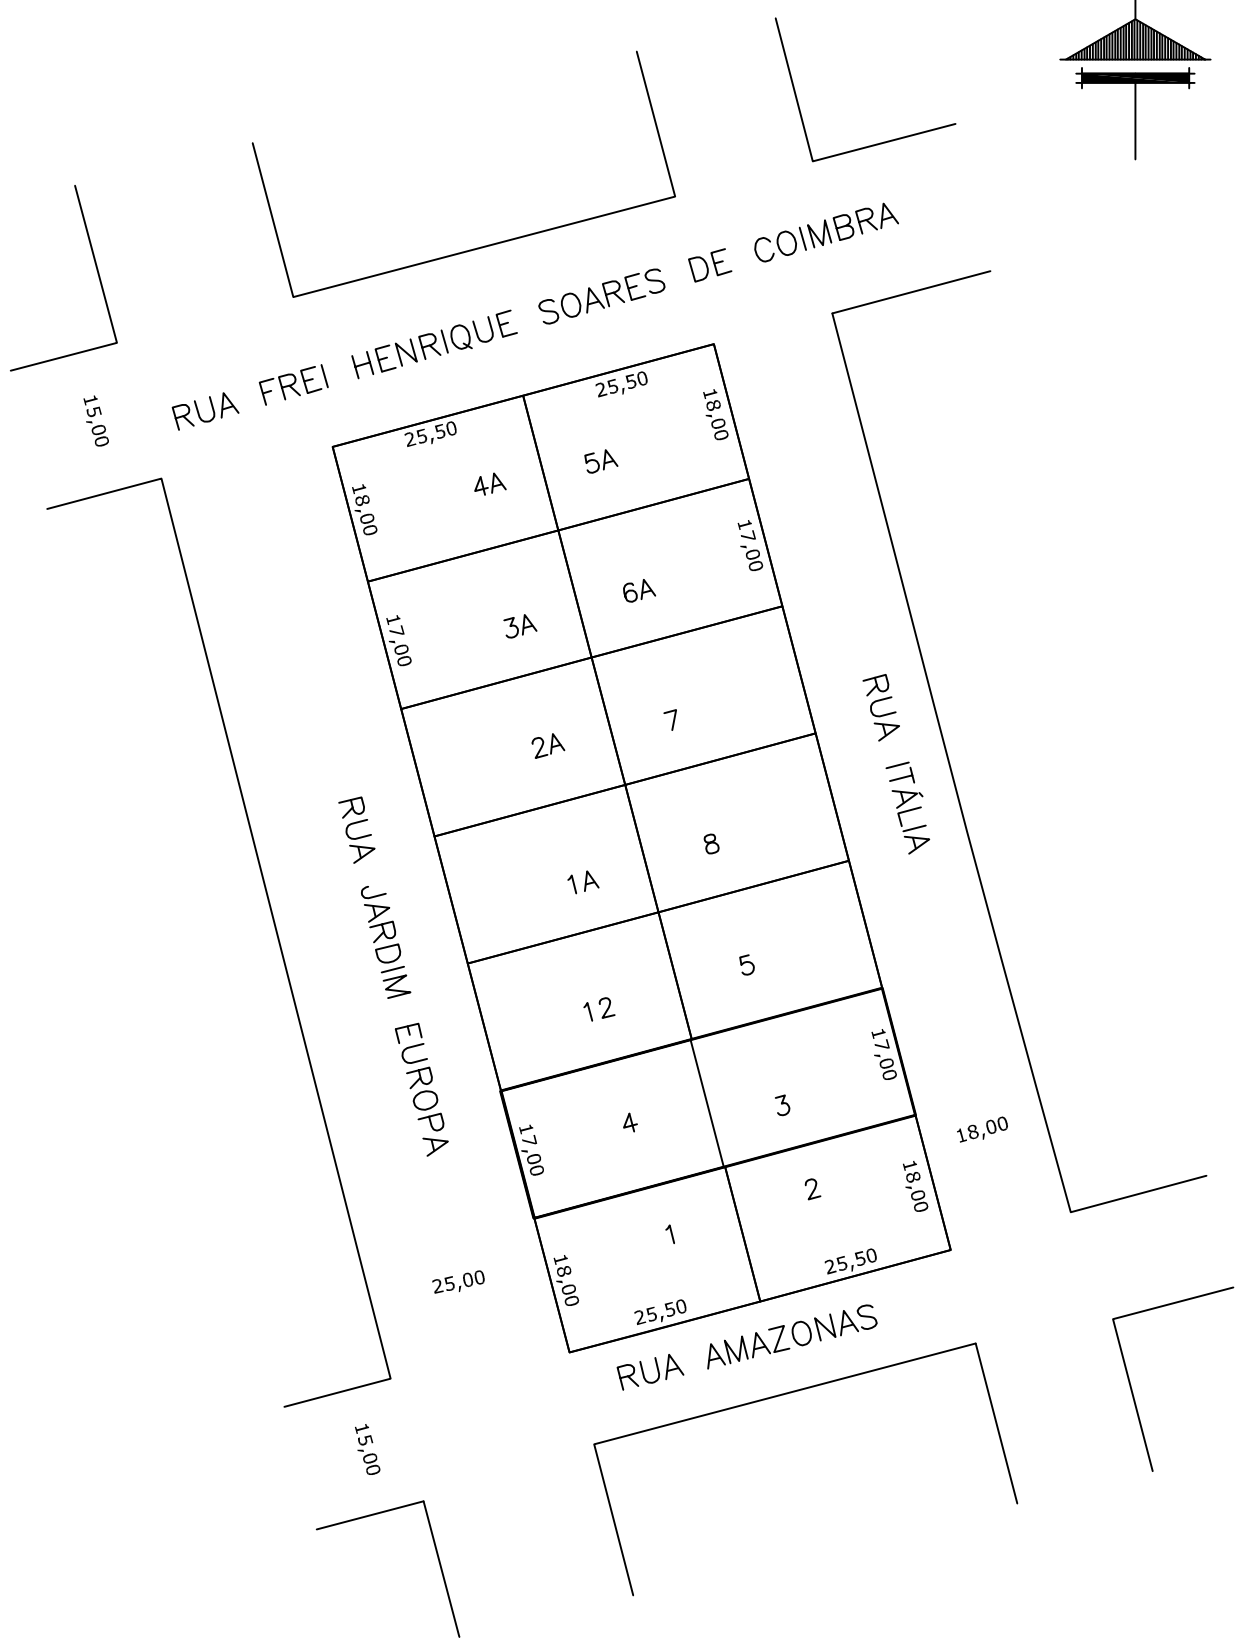 RUA FREI HENRIQUE SOARES DE COIMBRA
15,00
25,50
25,50
18,00
18,00
4A
5A
17,00
17,00
3A
6A
2A
7
RUA ITÁLIA
RUA JARDIM EUROPA
1A
8
12
5
17,00
4
3
17,00
18,00
18,00
1
2
18,00
25,00
25,50
25,50
RUA AMAZONAS
15,00